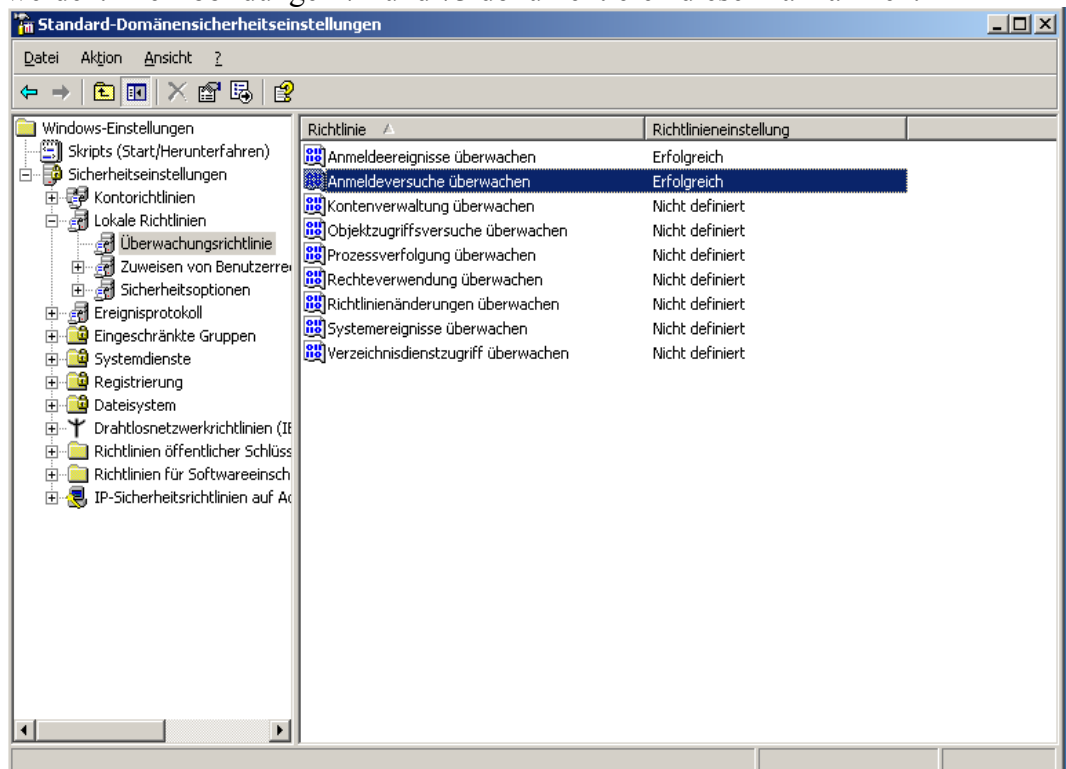 Standard-Domänensicherheitseinstellungen
Datei Aktion Ansicht ?
Windows-Einstellungen
Skripts (Start/Herunterfahren)
Sicherheitseinstellungen
Kontorichtlinien
Lokale Richtlinien
Überwachungsrichtlinie
Zuweisen von Benutzerre
Sicherheitsoptionen
Ereignisprotokoll
Eingeschränkte Gruppen
Systemdienste
Registrierung
Dateisystem
Drahtlosnetzwerkrichtlinien (IE
Richtlinien öffentlicher Schlüss
Richtlinien für Softwareeinsch
IP-Sicherheitsrichtlinien auf Ac
Richtlinie Richtlinieneinstellung
Anmeldeereignisse überwachen Erfolgreich
Anmeldeversuche überwachen Erfolgreich
Kontenverwaltung überwachen Nicht definiert
Objektzugriffsversuche überwachen Nicht definiert
Prozessverfolgung überwachen Nicht definiert
Rechteverwendung überwachen Nicht definiert
Richtlinienänderungen überwachen Nicht definiert
Systemereignisse überwachen Nicht definiert
Verzeichnisdienstzugriff überwachen Nicht definiert